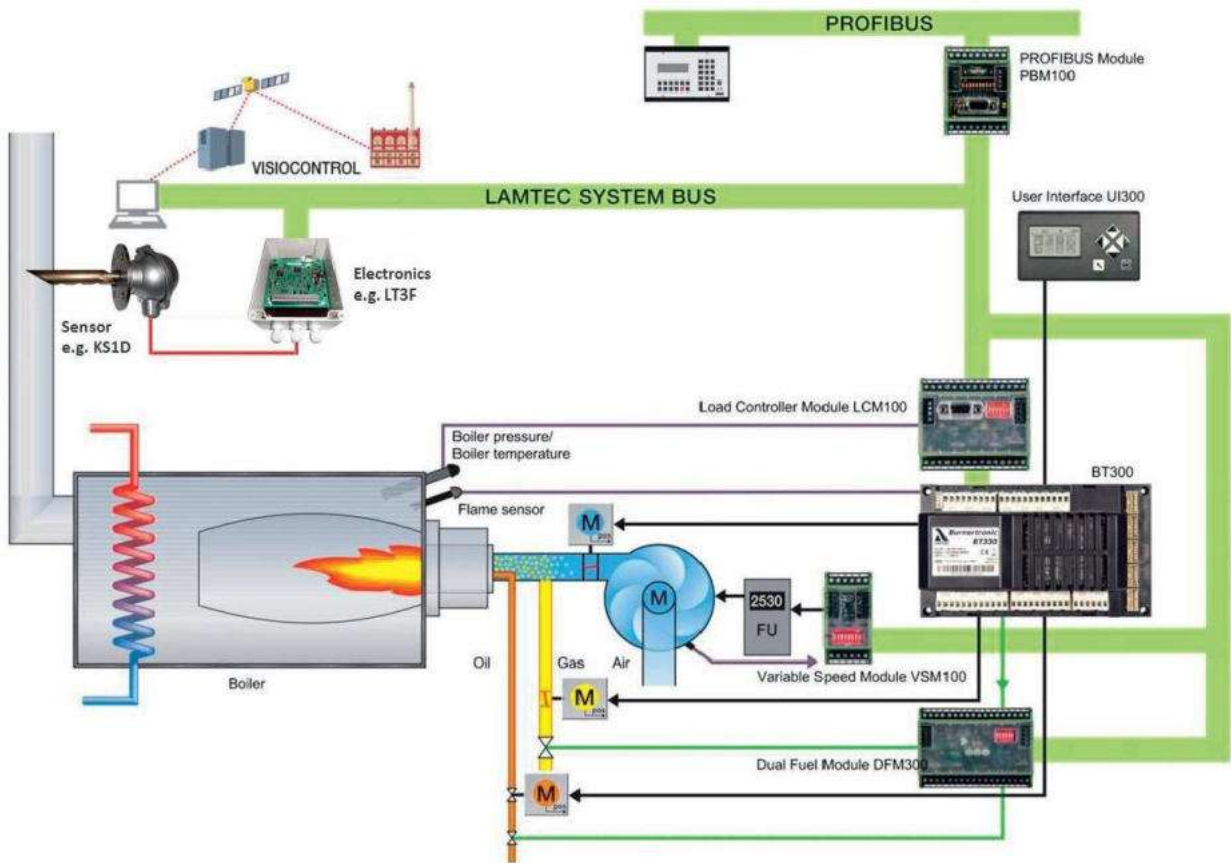 PROFIBUS
PROFIBUS Module
PBM100
VISIOCONTROL
LAMTEC SYSTEM BUS
User Interface UI300
Electronics
e.g. LT3F
Sensor
e.g. KS1D
Load Controller Module LCM100
Boiler pressure/
Boiler temperature
BT300
Flame sensor
M
Burnertronic
BT330
M
2530
FU
Oil
Gas
Air
Variable Speed Module VSM100
Boiler
M
pos
Dual Fuel Module DFM300
M
pos